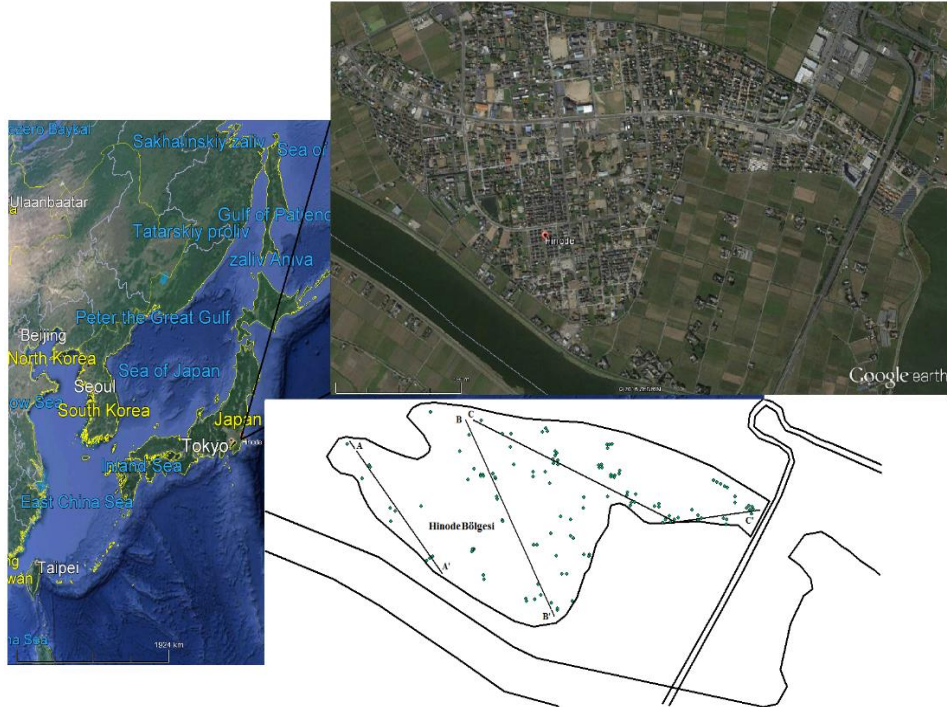 Sakhalinskiy zaliv
Sea of
Ulaanbaatar
Gulf of Patienc
Tatarskiy proliv
zaliv Aniva
Peter the Great Gulf
Beijing
North Korea
Sea of Japan
Seoul
South Korea
Japan
Tokyo
Hinode
Inland Sea
East China Sea
Taipei
1924 km
Hinode
Google earth
A
B
C
Hinode Bölgesi
A'
B'
C'